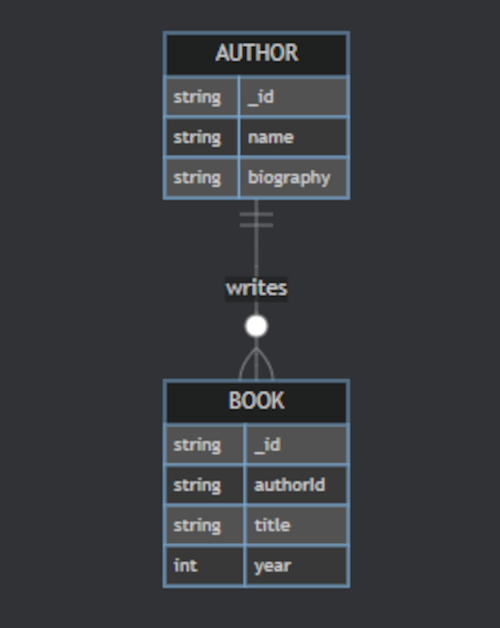 AUTHOR
string _id
string name
string biography
writes
BOOK
string _id
string authorId
string title
int year